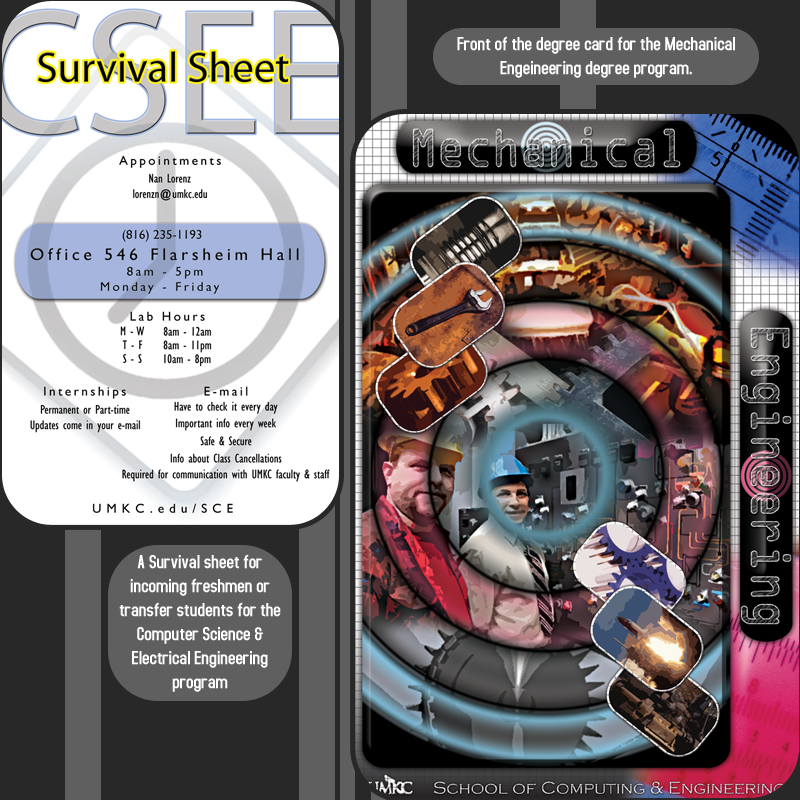 CSEE
Survival Sheet
Appointments
Nan Lorenz
lorenzn@umkc.edu
(816) 235-1193
Office 546 Flarsheim Hall
8am - 5pm
Monday - Friday
Lab Hours
M - W 8am - 12am
T - F 8am - 11pm
S - S 10am - 8pm
Internships
Permanent or Part-time
Updates come in your e-mail
E-mail
Have to check it every day
Important info every week
Safe & Secure
Info about Class Cancellations
Required for communication with UMKC faculty & staff
UMKC.edu/SCE
A Survival sheet for
incoming freshmen or
transfer students for the
Computer Science &
Electrical Engineering
program
Front of the degree card for the Mechanical
Engeineering degree program.
Mechanical
Engineering
UMKC School of Computing & Engineering